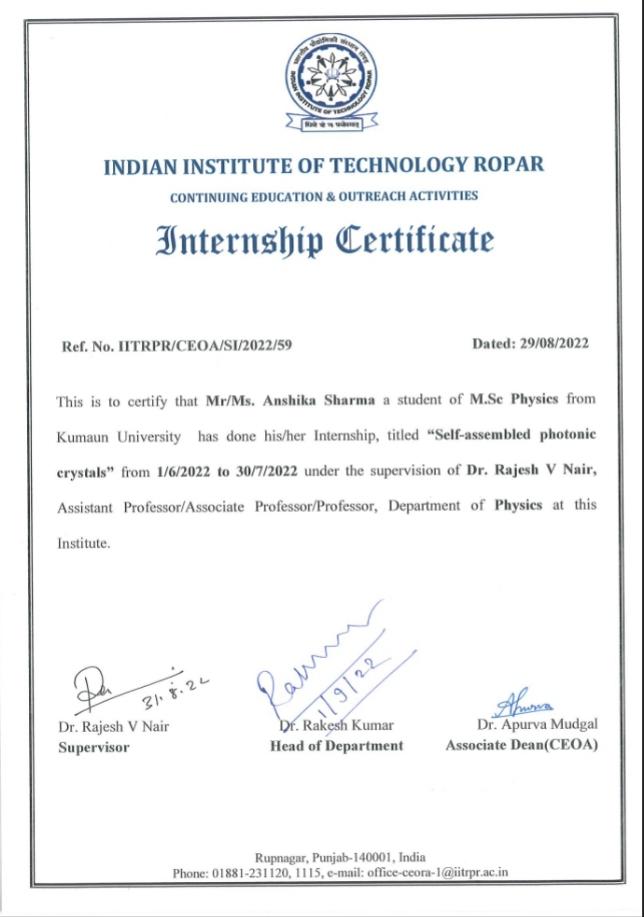 भारतीय प्रौद्योगिकी संस्थान रोपड़
INDIAN INSTITUTE OF TECHNOLOGY ROPAR
INDIAN INSTITUTE OF TECHNOLOGY ROPAR
CONTINUING EDUCATION & OUTREACH ACTIVITIES
Internship Certificate
Ref. No. IITRPR/CEOA/SI/2022/59 Dated: 29/08/2022
This is to certify that Mr/Ms. Anshika Sharma a student of M.Sc Physics from
Kumaun University has done his/her Internship, titled “Self-assembled photonic
crystals” from 1/6/2022 to 30/7/2022 under the supervision of Dr. Rajesh V Nair,
Assistant Professor/Associate Professor/Professor, Department of Physics at this
Institute.
31.8.22
1/9/22
Apurva
Dr. Rajesh V Nair Dr. Rakesh Kumar Dr. Apurva Mudgal
Supervisor Head of Department Associate Dean(CEOA)
Rupnagar, Punjab-140001, India
Phone: 01881-231120, 1115, e-mail: office-ceora-1@iitrpr.ac.in